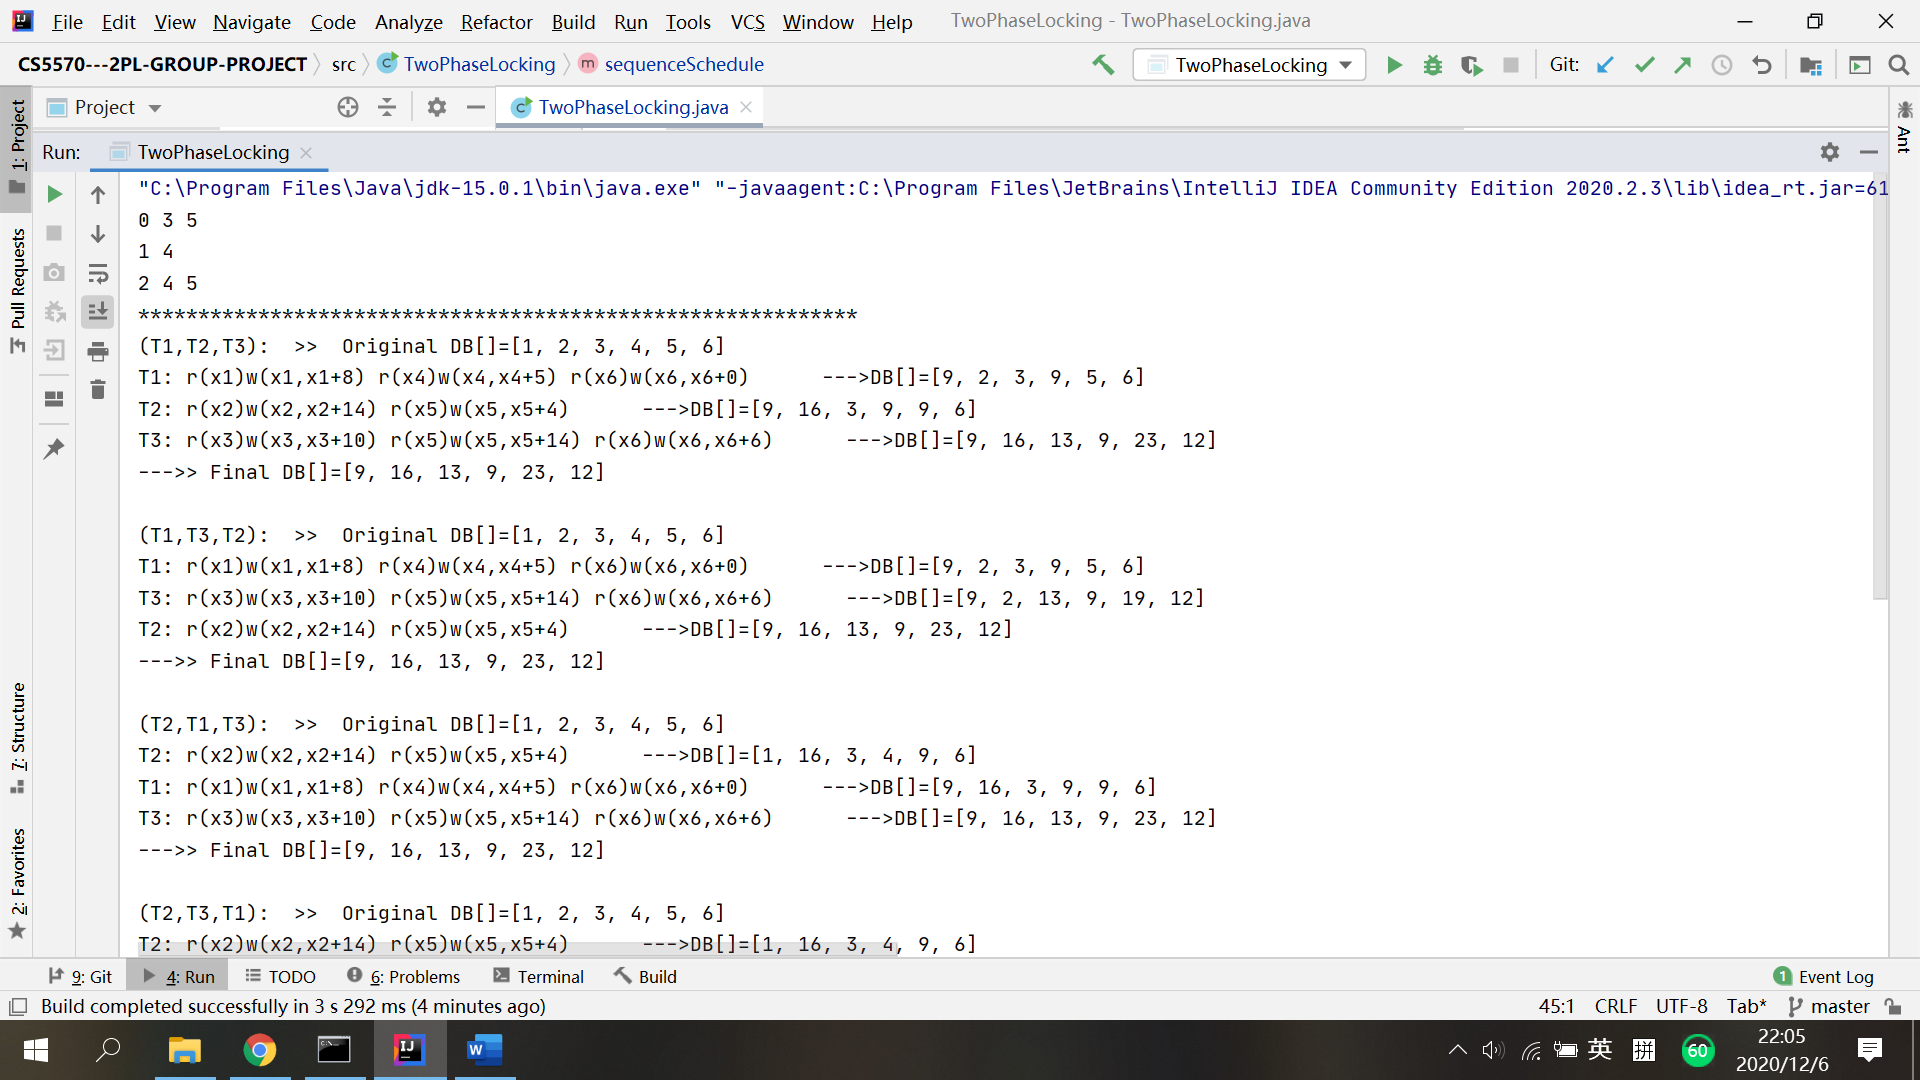 File Edit View Navigate Code Analyze Refactor Build Run Tools VCS Window Help TwoPhaseLocking - TwoPhaseLocking.java
CS5570---2PL-GROUP-PROJECT src TwoPhaseLocking m sequenceSchedule TwoPhaseLocking Git:
Project TwoPhaseLocking.java
Run: TwoPhaseLocking
1: Project
Pull Requests
7: Structure
2: Favorites
Ant
"C:\Program Files\Java\jdk-15.0.1\bin\java.exe" "-javaagent:C:\Program Files\JetBrains\IntelliJ IDEA Community Edition 2020.2.3\lib\idea_rt.jar=61
0 3 5
1 4
2 4 5
************************************************************
(T1,T2,T3):  >>  Original DB[]=[1, 2, 3, 4, 5, 6]
T1: r(x1)w(x1,x1+8) r(x4)w(x4,x4+5) r(x6)w(x6,x6+0)      --->DB[]=[9, 2, 3, 9, 5, 6]
T2: r(x2)w(x2,x2+14) r(x5)w(x5,x5+4)      --->DB[]=[9, 16, 3, 9, 9, 6]
T3: r(x3)w(x3,x3+10) r(x5)w(x5,x5+14) r(x6)w(x6,x6+6)      --->DB[]=[9, 16, 13, 9, 23, 12]
--->> Final DB[]=[9, 16, 13, 9, 23, 12]
(T1,T3,T2):  >>  Original DB[]=[1, 2, 3, 4, 5, 6]
T1: r(x1)w(x1,x1+8) r(x4)w(x4,x4+5) r(x6)w(x6,x6+0)      --->DB[]=[9, 2, 3, 9, 5, 6]
T3: r(x3)w(x3,x3+10) r(x5)w(x5,x5+14) r(x6)w(x6,x6+6)      --->DB[]=[9, 2, 13, 9, 19, 12]
T2: r(x2)w(x2,x2+14) r(x5)w(x5,x5+4)      --->DB[]=[9, 16, 13, 9, 23, 12]
--->> Final DB[]=[9, 16, 13, 9, 23, 12]
(T2,T1,T3):  >>  Original DB[]=[1, 2, 3, 4, 5, 6]
T2: r(x2)w(x2,x2+14) r(x5)w(x5,x5+4)      --->DB[]=[1, 16, 3, 4, 9, 6]
T1: r(x1)w(x1,x1+8) r(x4)w(x4,x4+5) r(x6)w(x6,x6+0)      --->DB[]=[9, 16, 3, 9, 9, 6]
T3: r(x3)w(x3,x3+10) r(x5)w(x5,x5+14) r(x6)w(x6,x6+6)      --->DB[]=[9, 16, 13, 9, 23, 12]
--->> Final DB[]=[9, 16, 13, 9, 23, 12]
(T2,T3,T1):  >>  Original DB[]=[1, 2, 3, 4, 5, 6]
T2: r(x2)w(x2,x2+14) r(x5)w(x5,x5+4)      --->DB[]=[1, 16, 3, 4, 9, 6]
9: Git 4: Run TODO 6: Problems Terminal Build 1 Event Log
Build completed successfully in 3 s 292 ms (4 minutes ago) 45:1 CRLF UTF-8 Tab* master
英 拼 60 22:05
2020/12/6